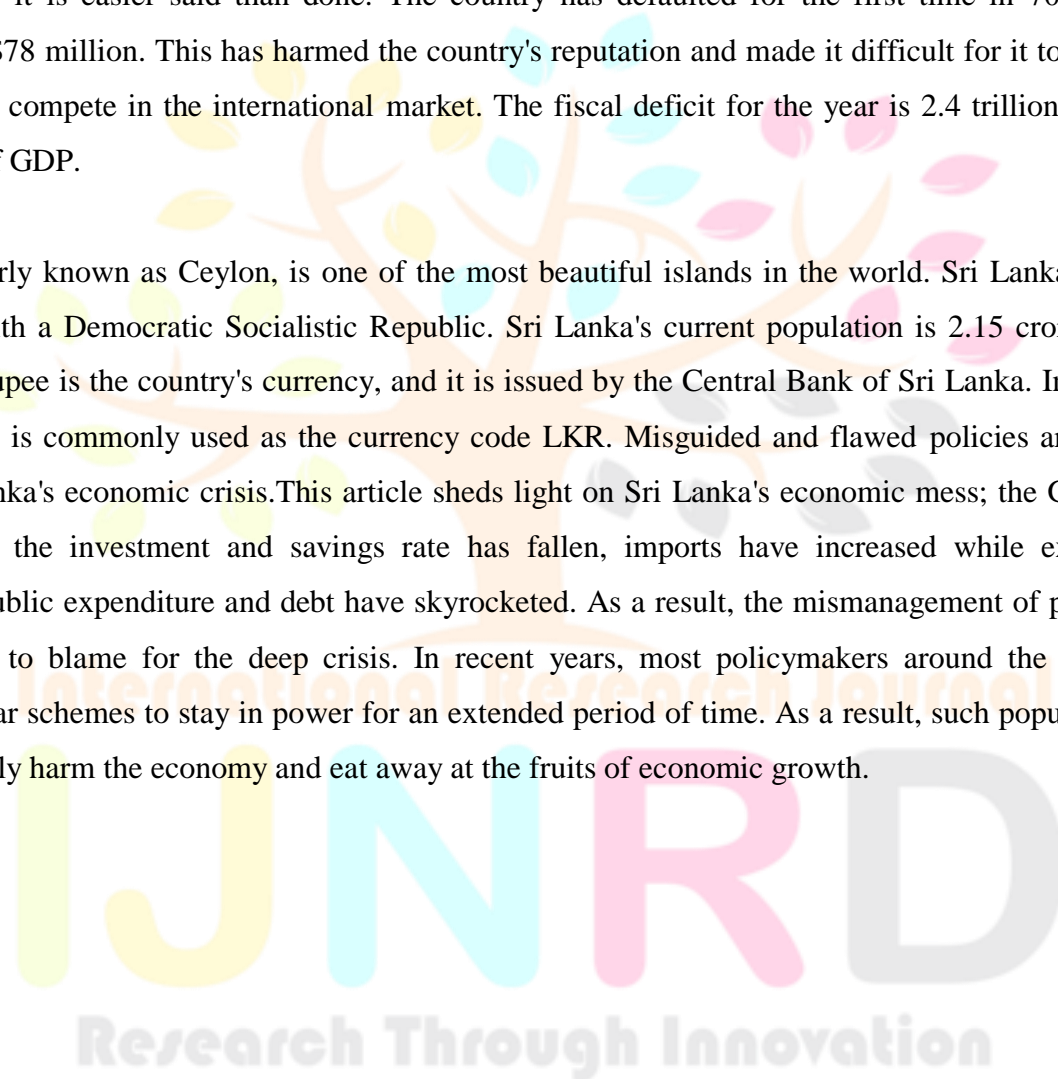 it is easier said than done. The country has defaulted for the first time in 70
$78 million. This has harmed the country's reputation and made it difficult for it to
compete in the international market. The fiscal deficit for the year is 2.4 trillion
f GDP.
rly known as Ceylon, is one of the most beautiful islands in the world. Sri Lanka
th a Democratic Socialistic Republic. Sri Lanka's current population is 2.15 cro
upee is the country's currency, and it is issued by the Central Bank of Sri Lanka. In
is commonly used as the currency code LKR. Misguided and flawed policies a
nka's economic crisis.This article sheds light on Sri Lanka's economic mess; the
the investment and savings rate has fallen, imports have increased while e
ublic expenditure and debt have skyrocketed. As a result, the mismanagement of p
to blame for the deep crisis. In recent years, most policymakers around the
International Research Journal
ar schemes to stay in power for an extended period of time. As a result, such popu
ly harm the economy and eat away at the fruits of economic growth.
IJNRD
Research Through Innovation